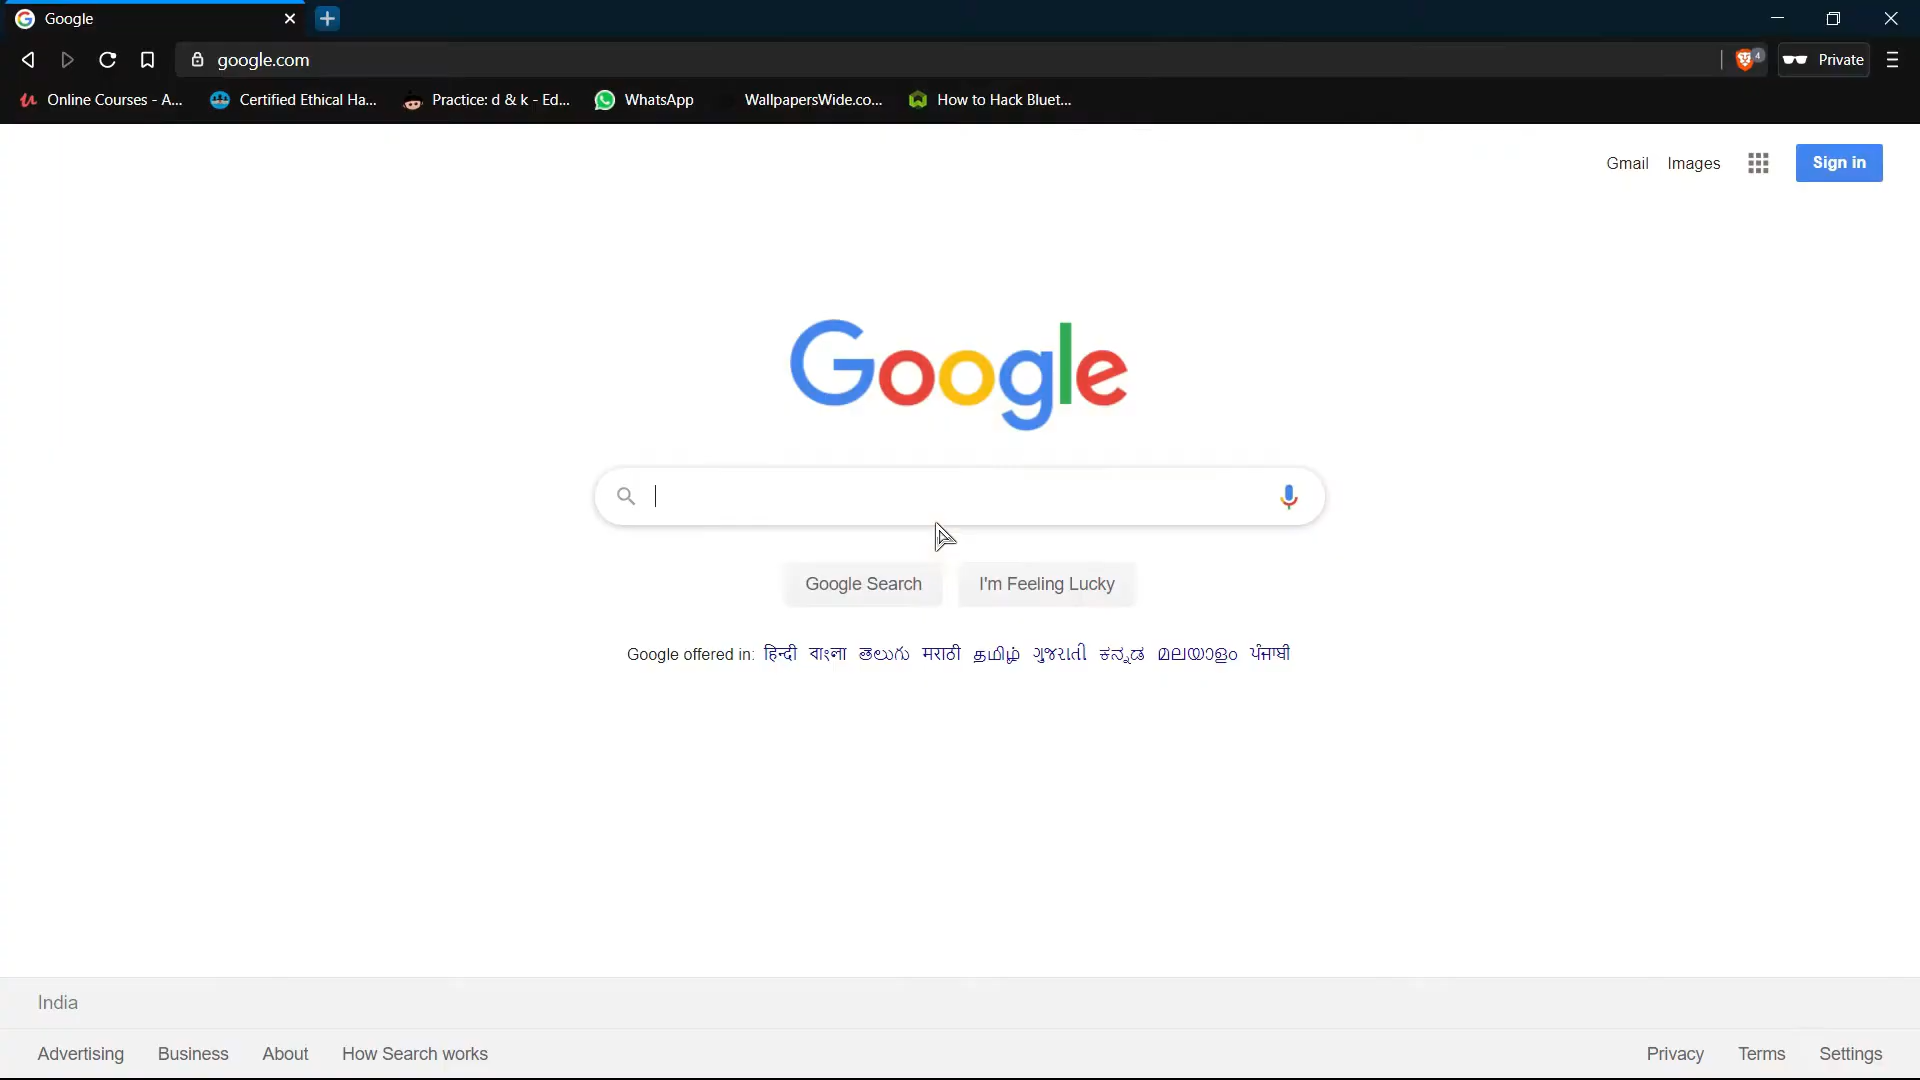 Google
google.com
4
Private
Online Courses - A...
Certified Ethical Ha...
Practice: d & k - Ed...
WhatsApp
WallpapersWide.co...
How to Hack Bluet...
Gmail Images
Sign in
Google
Google Search
I'm Feeling Lucky
Google offered in: हिन्दी বাংলা తెలుగు मराठी தமிழ் ગુજરાતી ಕನ್ನಡ മലയാളം ਪੰਜਾਬੀ
India
Advertising Business About How Search works Privacy Terms Settings